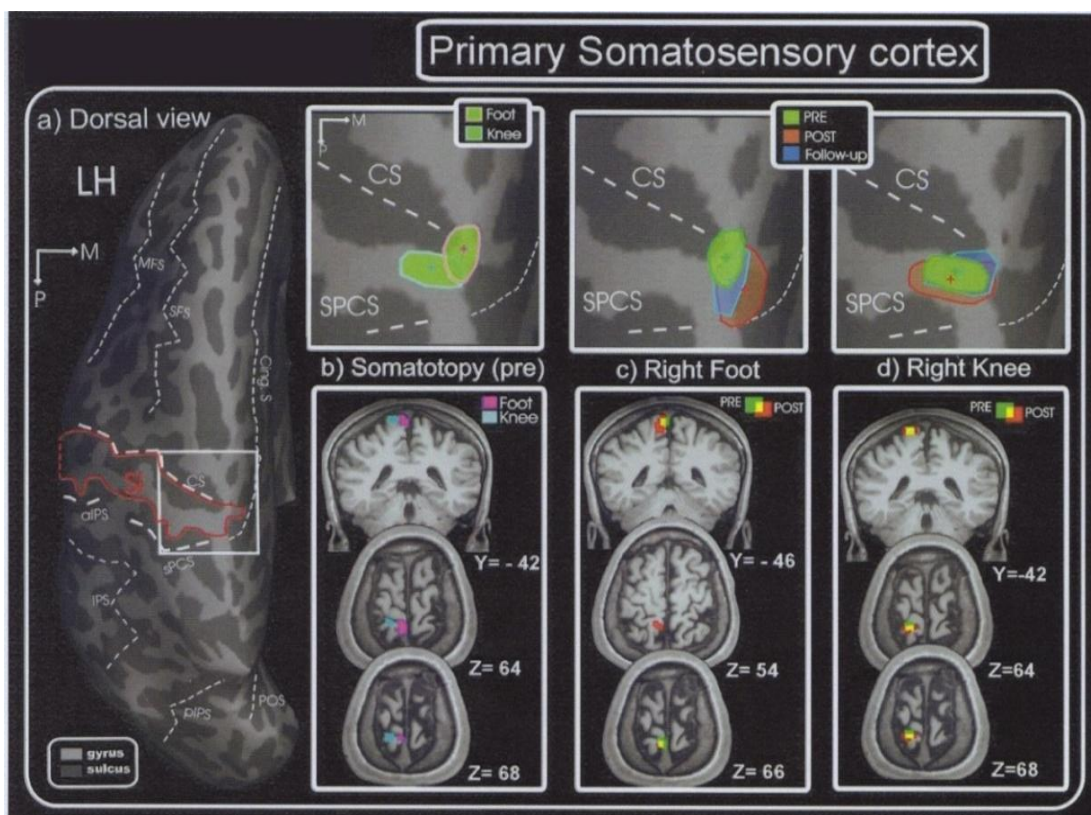 Primary Somatosensory cortex
a) Dorsal view
LH
M
P
MFS
SFS
Cing. S
CS
SI
aIPS
sPCS
IPS
pIPS
POS
gyrus
sulcus
Foot
Knee
M
P
CS
SPCS
b) Somatotopy (pre)
Foot
Knee
Y= - 42
Z= 64
Z= 68
PRE
POST
Follow-up
CS
SPCS
c) Right Foot
PRE POST
Y= - 46
Z= 54
Z= 66
CS
SPCS
d) Right Knee
PRE POST
Y=-42
Z=64
Z=68